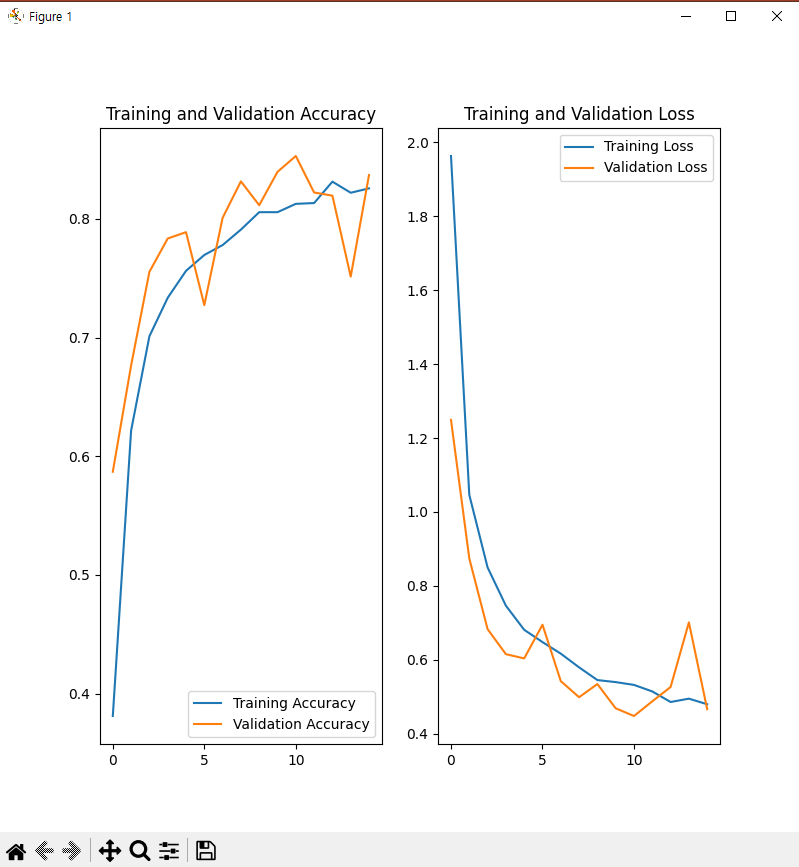 Figure 1
Training and Validation Accuracy
0.8
0.7
0.6
0.5
0.4
0
5
10
Training Accuracy
Validation Accuracy
Training and Validation Loss
2.0
1.8
1.6
1.4
1.2
1.0
0.8
0.6
0.4
0
5
10
Training Loss
Validation Loss